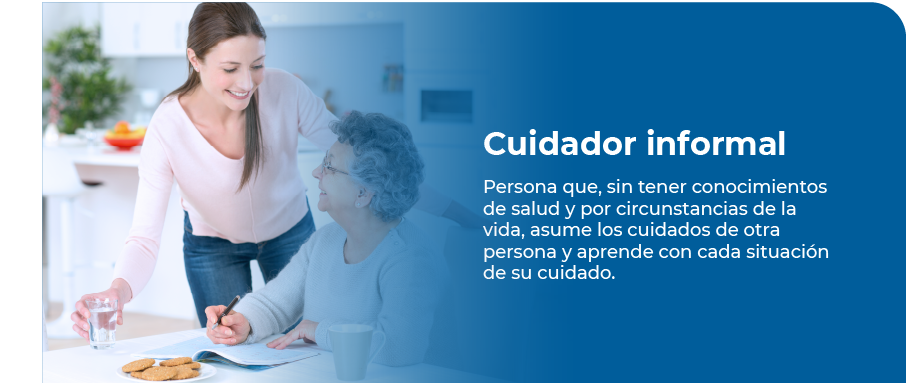 Cuidador informal
Persona que, sin tener conocimientos
de salud y por circunstancias de la
vida, asume los cuidados de otra
persona y aprende con cada situación
de su cuidado.